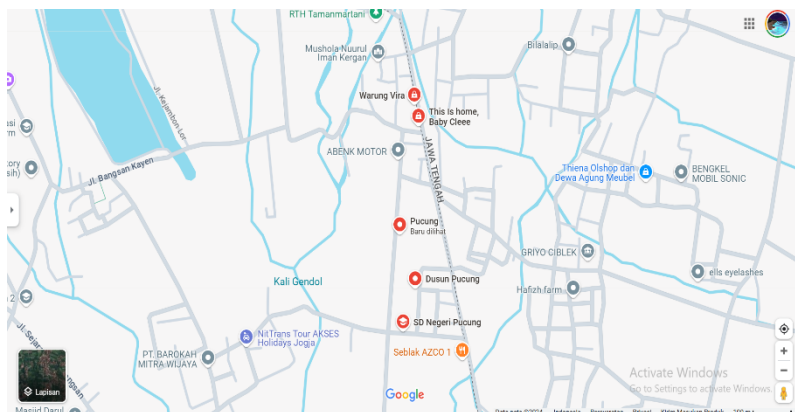 RTH Tamanmartani
Mushola Nuurul
Iman Kergan
Bilalalip
Jl. Kejambon Lor
Warung Vira
This Is home,
Baby Cleee
JAWA TENGAH
ABENK MOTOR
Thiena Olshop dan
Dewa Agung Meubel
BENGKEL
MOBIL SONIC
Jl. Bangsan Kayen
Pucung
Baru dilihat
GRIYO CIBLEK
Kali Gendol
Dusun Pucung
ells eyelashes
Hafizh farm
SD Negeri Pucung
NitTrans Tour AKSES
Holidays Jogja
PT. BAROKAH
MITRA WIJAYA
Seblak AZCO 1
Lapisan
Google
Activate Windows
Go to Settings to activate Windows.
Masjid Darul